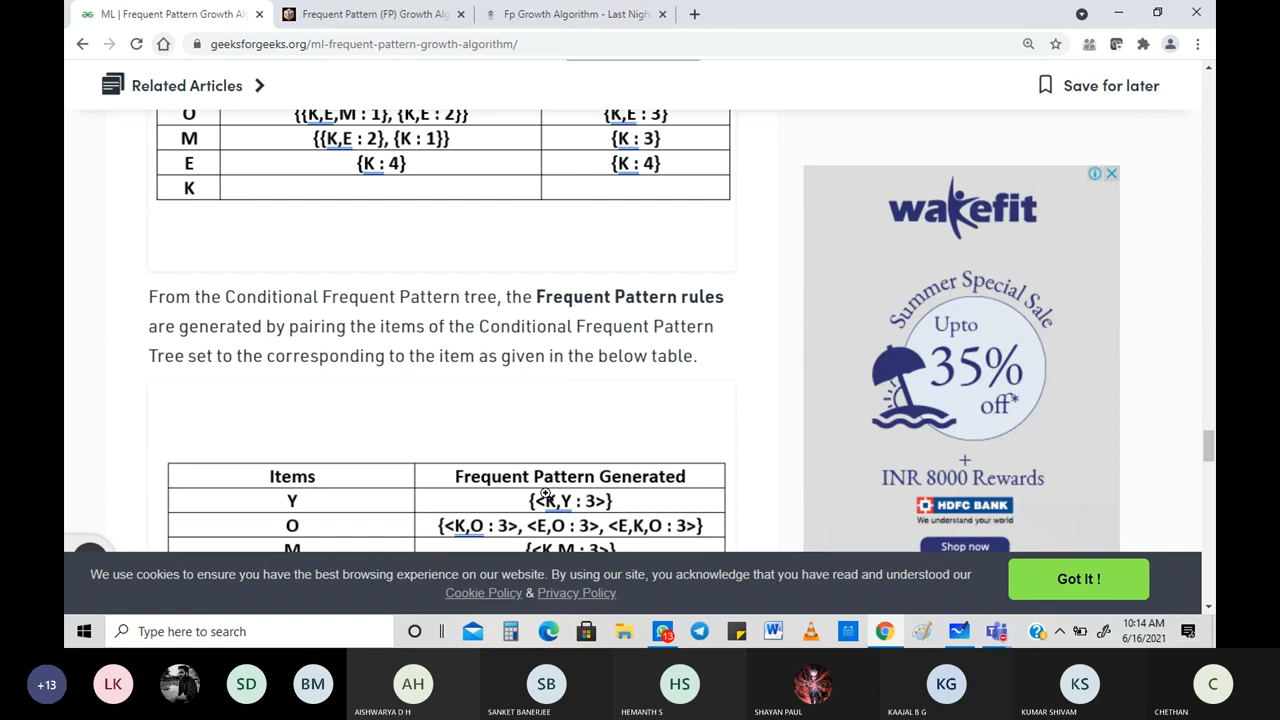 ML | Frequent Pattern Growth Al
Frequent Pattern (FP) Growth Alg
Fp Growth Algorithm - Last Nigh
geeksforgeeks.org/ml-frequent-pattern-growth-algorithm/
Related Articles
Save for later
O {{K,E,M : 1}, {K,E : 2}} {K,E : 3}
M {{K,E : 2}, {K : 1}} {K : 3}
E {K : 4} {K : 4}
K
From the Conditional Frequent Pattern tree, the Frequent Pattern rules
are generated by pairing the items of the Conditional Frequent Pattern
Tree set to the corresponding to the item as given in the below table.
Items Frequent Pattern Generated
Y {<K,Y : 3>}
O {<K,O : 3>, <E,O : 3>, <E,K,O : 3>}
M {<K,M : 3>}
wakefit
Summer Special Sale
Upto
35%
off*
+
INR 8000 Rewards
HDFC BANK
We understand your world
Shop now
We use cookies to ensure you have the best browsing experience on our website. By using our site, you acknowledge that you have read and understood our
Cookie Policy & Privacy Policy
Got It !
Type here to search
13
10:14 AM
6/16/2021
+13
LK
SD
BM
AH
SB
HS
KG
KS
C
AISHWARYA D H
SANKET BANERJEE
HEMANTH S
SHAYAN PAUL
KAAJAL B G
KUMAR SHIVAM
CHETHAN